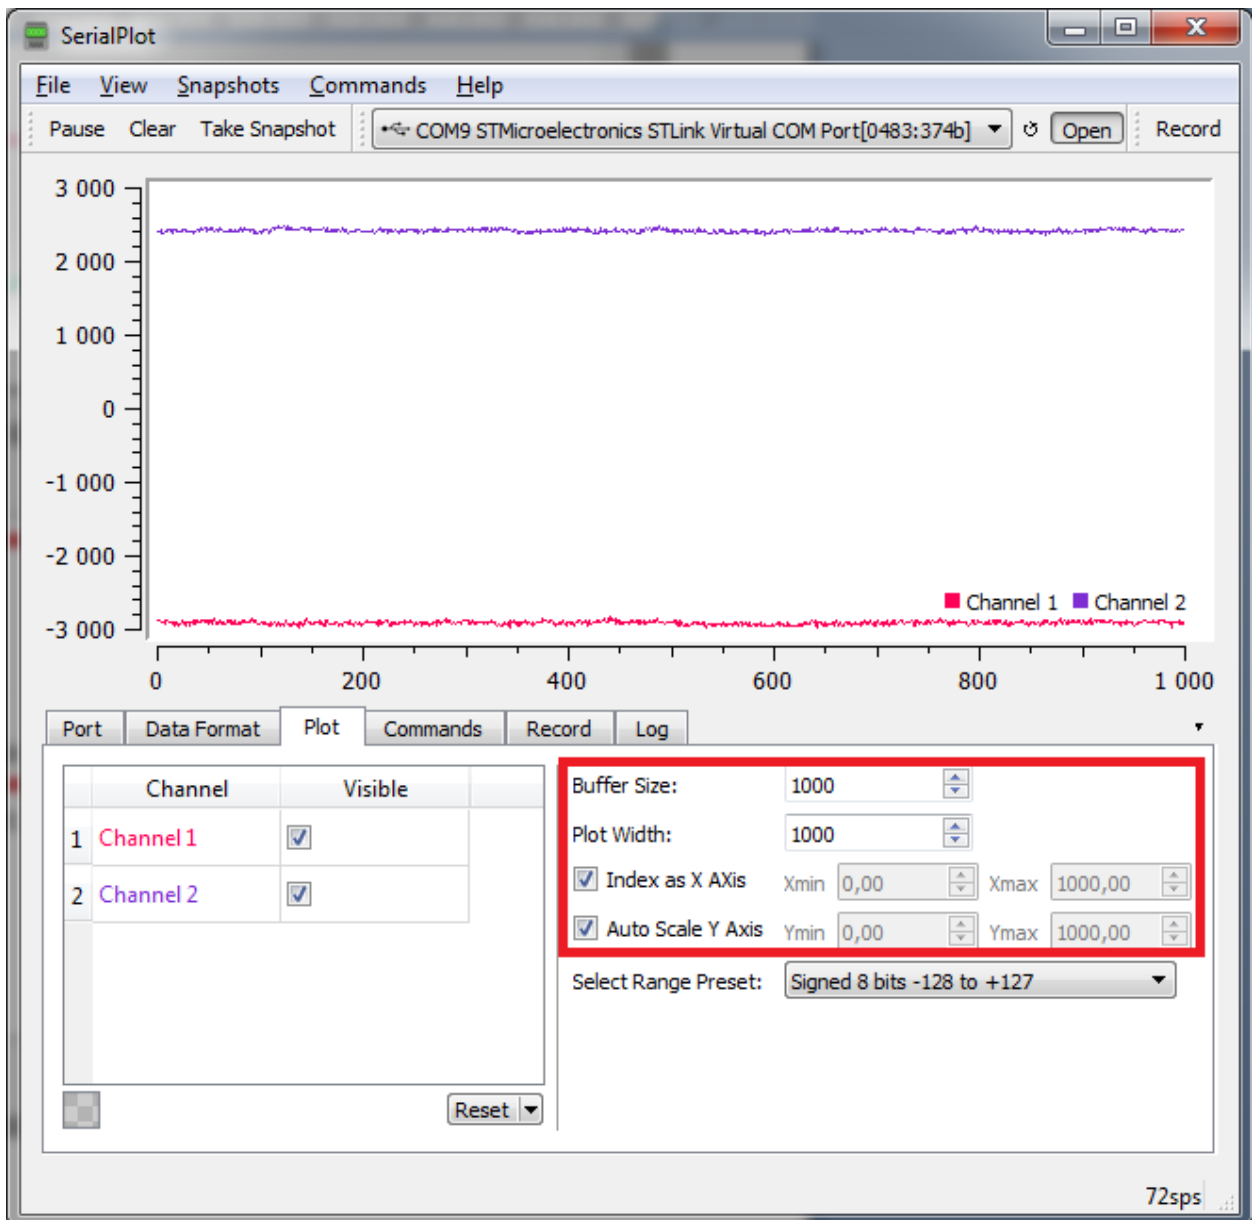 SerialPlot
File View Snapshots Commands Help
Pause Clear Take Snapshot COM9 STMicroelectronics STLink Virtual COM Port[0483:374b] Open Record
3 000
2 000
1 000
0
-1 000
-2 000
-3 000
Channel 1 Channel 2
0 200 400 600 800 1 000
Port Data Format Plot Commands Record Log
Channel Visible
1 Channel 1
2 Channel 2
Reset
Buffer Size: 1000
Plot Width: 1000
Index as X AXis Xmin 0,00 Xmax 1000,00
Auto Scale Y Axis Ymin 0,00 Ymax 1000,00
Select Range Preset: Signed 8 bits -128 to +127
72sps